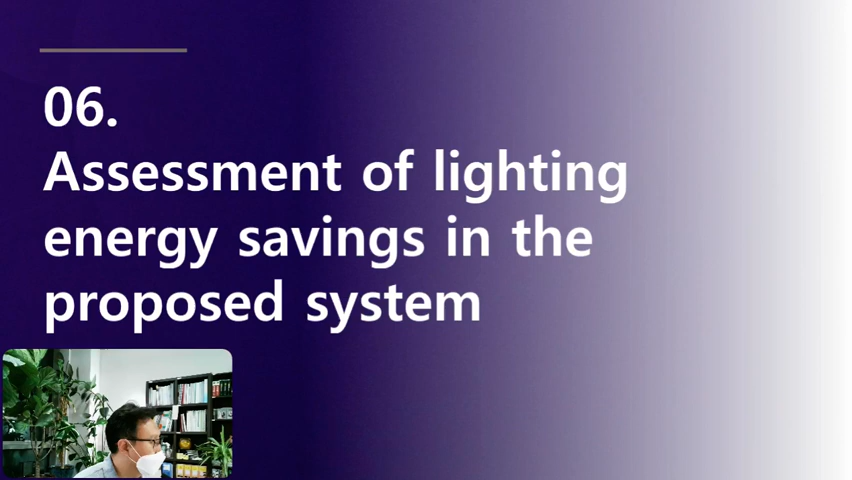 06.
Assessment of lighting
energy savings in the
proposed system